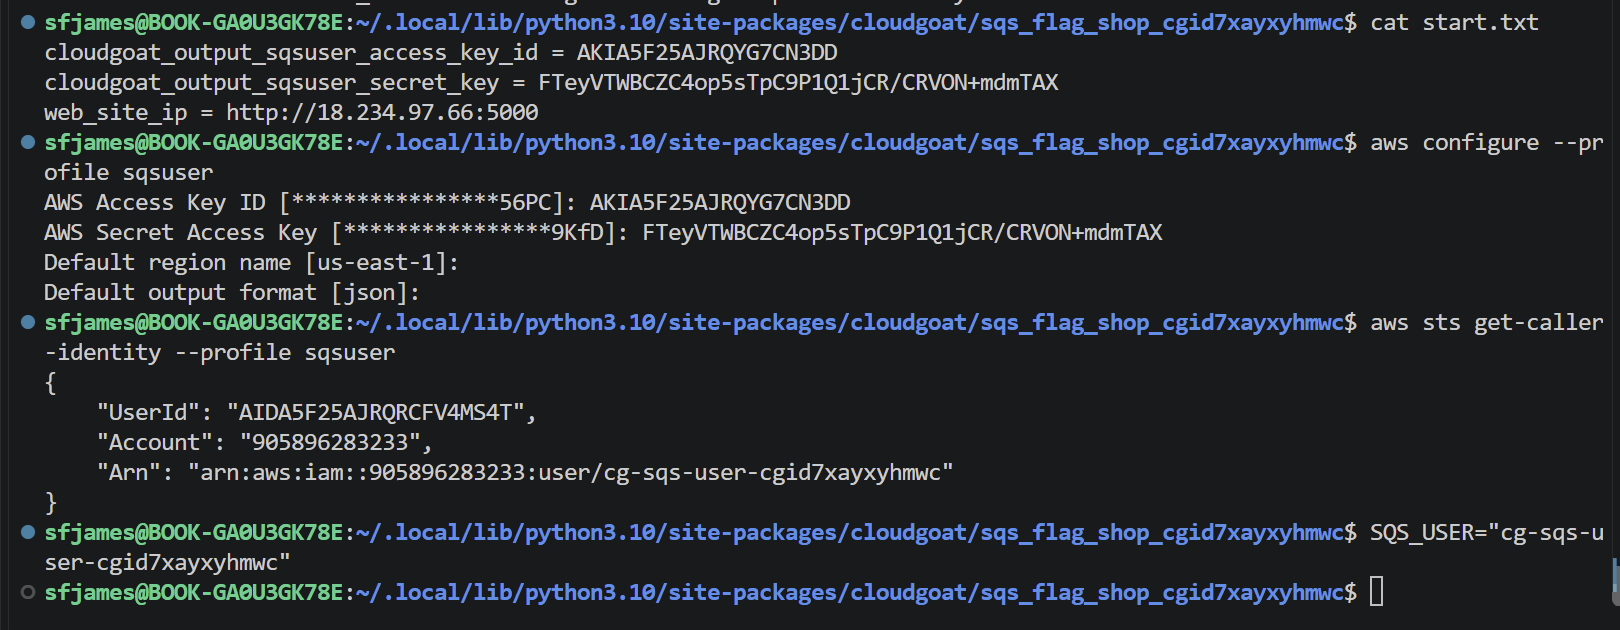 sfjames@BOOK-GA0U3GK78E:~/.local/lib/python3.10/site-packages/cloudgoat/sqs_flag_shop_cgid7xayxyhmwc$ cat start.txt
cloudgoat_output_sqsuser_access_key_id = AKIA5F25AJRQYG7CN3DD
cloudgoat_output_sqsuser_secret_key = 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
web_site_ip = http://18.234.97.66:5000
sfjames@BOOK-GA0U3GK78E:~/.local/lib/python3.10/site-packages/cloudgoat/sqs_flag_shop_cgid7xayxyhmwc$ aws configure --pr
ofile sqsuser
AWS Access Key ID [****************56PC]: AKIA5F25AJRQYG7CN3DD
AWS Secret Access Key [****************9KfD]: 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
Default region name [us-east-1]:
Default output format [json]:
sfjames@BOOK-GA0U3GK78E:~/.local/lib/python3.10/site-packages/cloudgoat/sqs_flag_shop_cgid7xayxyhmwc$ aws sts get-caller
-identity --profile sqsuser
{
    "UserId": "AIDA5F25AJRQRCFV4MS4T",
    "Account": "905896283233",
    "Arn": "arn:aws:iam::905896283233:user/cg-sqs-user-cgid7xayxyhmwc"
}
sfjames@BOOK-GA0U3GK78E:~/.local/lib/python3.10/site-packages/cloudgoat/sqs_flag_shop_cgid7xayxyhmwc$ SQS_USER="cg-sqs-u
ser-cgid7xayxyhmwc"
sfjames@BOOK-GA0U3GK78E:~/.local/lib/python3.10/site-packages/cloudgoat/sqs_flag_shop_cgid7xayxyhmwc$